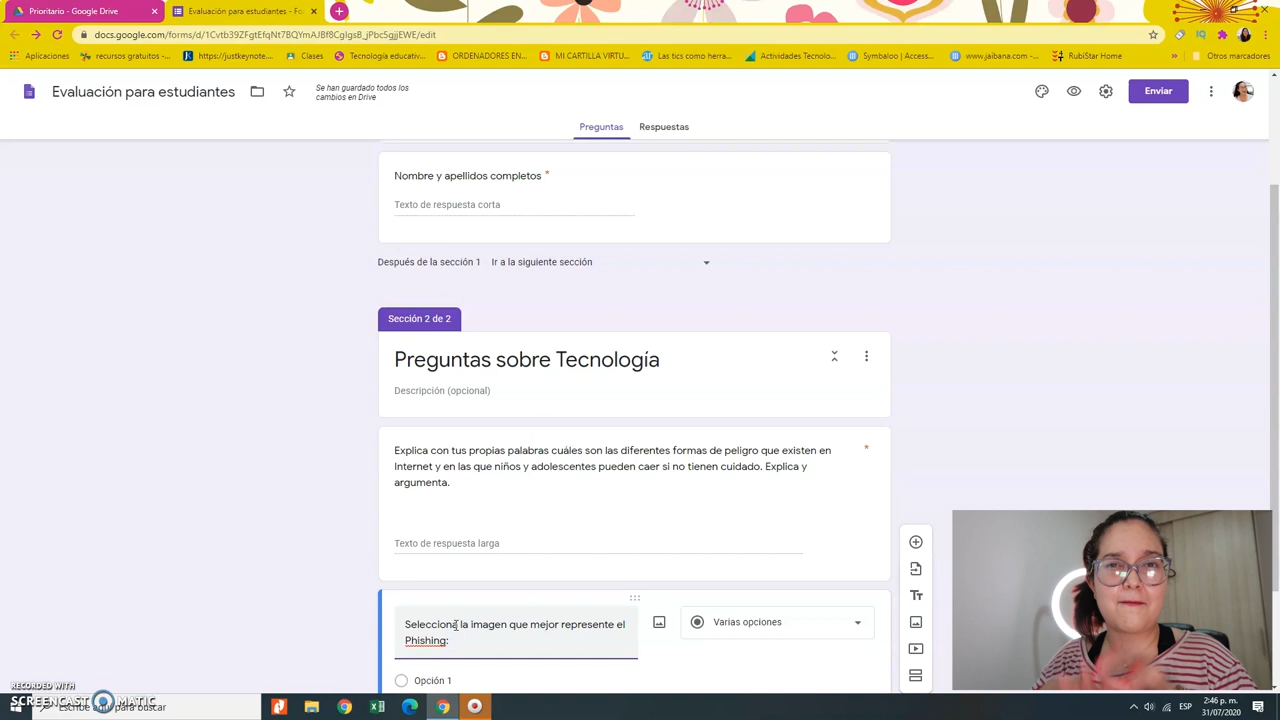 Prioritario - Google Drive
Evaluación para estudiantes - Fo
docs.google.com/forms/d/1Cvtb39ZFgtEfqNt7BQYmAJBf8CgIgsB_jPbc5gjjEWE/edit
Aplicaciones
recursos gratuitos -...
https://justkeynote...
Clases
Tecnología educativ...
ORDENADORES EN...
MI CARTILLA VIRTU...
Las tics como herra...
Actividades Tecnolo...
Symbaloo | Access...
www.jaibana.com -...
RubiStar Home
»
Otros marcadores
Evaluación para estudiantes
Se han guardado todos los
cambios en Drive
Enviar
Preguntas
Respuestas
Nombre y apellidos completos *
Texto de respuesta corta
Después de la sección 1 Ir a la siguiente sección
Sección 2 de 2
Preguntas sobre Tecnología
Descripción (opcional)
Explica con tus propias palabras cuáles son las diferentes formas de peligro que existen en *
Internet y en las que niños y adolescentes pueden caer si no tienen cuidado. Explica y
argumenta.
Texto de respuesta larga
Selecciona la imagen que mejor represente el
Phishing:
Varias opciones
Opción 1
RECORDED WITH
SCREENCAST MATIC
Escribe aquí para buscar
ESP
2:46 p. m.
31/07/2020